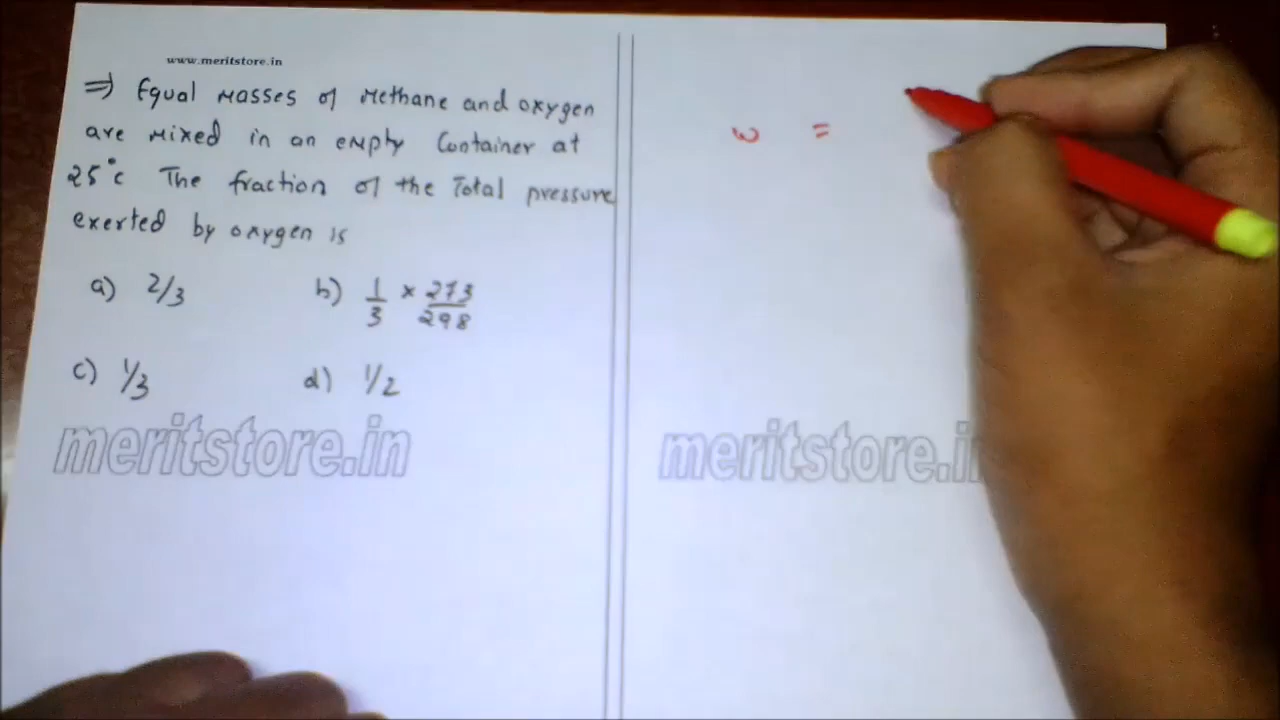 www.meritstore.in
⇒ Equal Masses of Methane and oxygen
are mixed in an empty Container at
25°c The fraction of the Total pressure
exerted by oxygen is
a) 2/3 b) 1/3 × 273/298
c) 1/3 d) 1/2
meritstore.in
w =
meritstore.in